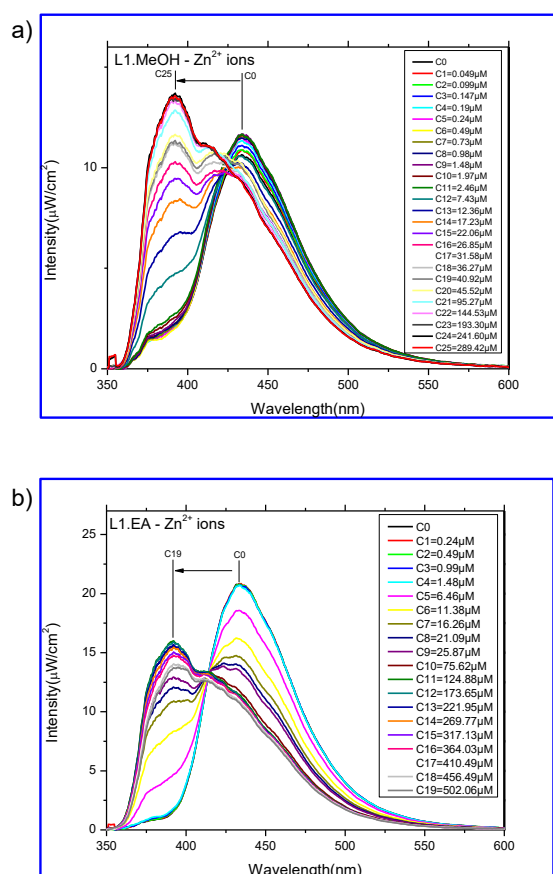 a)
L1.MeOH - Zn²⁺ ions
C25 C0
C0
C1=0.049µM
C2=0.099µM
C3=0.147µM
C4=0.19µM
C5=0.24µM
C6=0.49µM
C7=0.73µM
C8=0.98µM
C9=1.48µM
C10=1.97µM
C11=2.46µM
C12=7.43µM
C13=12.36µM
C14=17.23µM
C15=22.06µM
C16=26.85µM
C17=31.58µM
C18=36.27µM
C19=40.92µM
C20=45.52µM
C21=95.27µM
C22=144.53µM
C23=193.30µM
C24=241.60µM
C25=289.42µM
10
0
Intensity(µW/cm²)
350 400 450 500 550 600
Wavelength(nm)
b)
L1.EA - Zn²⁺ ions
C19 C0
C0
C1=0.24µM
C2=0.49µM
C3=0.99µM
C4=1.48µM
C5=6.46µM
C6=11.38µM
C7=16.26µM
C8=21.09µM
C9=25.87µM
C10=75.62µM
C11=124.88µM
C12=173.65µM
C13=221.95µM
C14=269.77µM
C15=317.13µM
C16=364.03µM
C17=410.49µM
C18=456.49µM
C19=502.06µM
25
20
15
10
5
0
Intensity(µW/cm²)
350 400 450 500 550 600
Wavelength(nm)